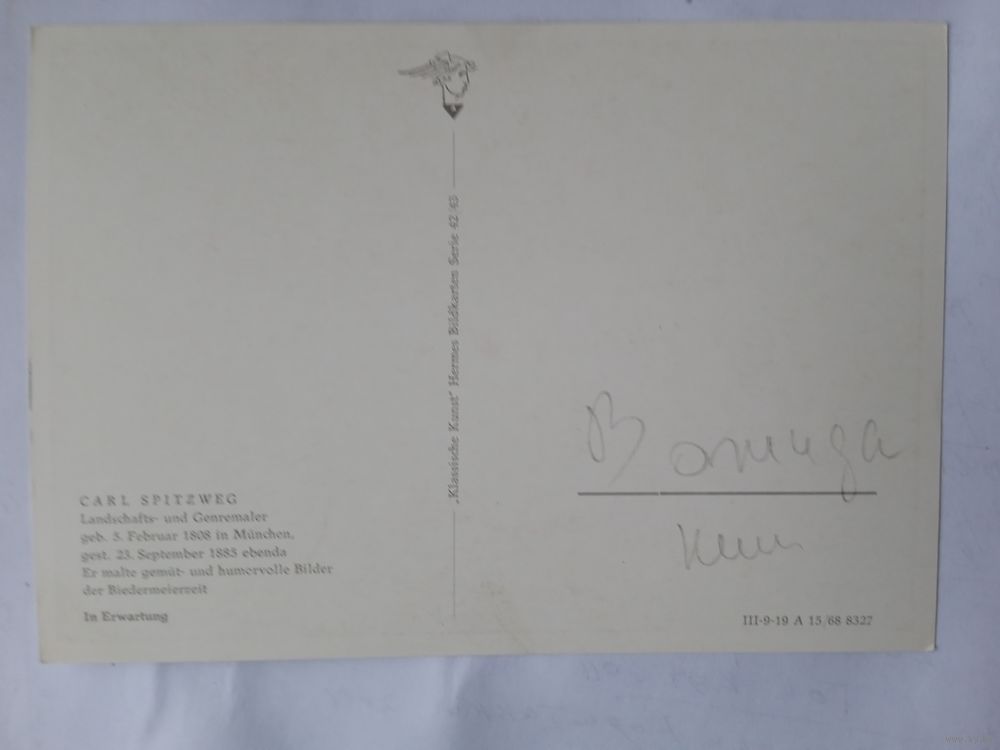 CARL SPITZWEG
Landschafts- und Genremaler
geb. 5. Februar 1808 in München,
gest. 23. September 1885 ebenda
Er malte gemüt- und humorvolle Bilder
der Biedermeierzeit
In Erwartung
„Klassische Kunst“ Hermes Bildkarten Serie 42/43
III-9-19 A 15/68 8327